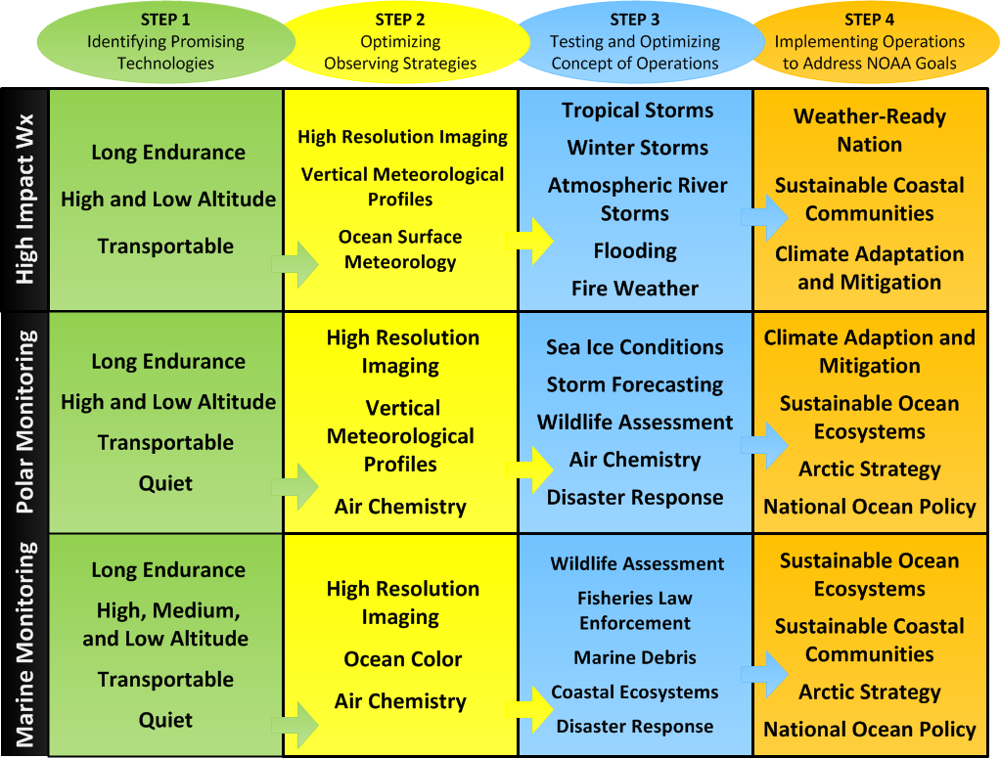 STEP 1
Identifying Promising
Technologies
STEP 2
Optimizing
Observing Strategies
STEP 3
Testing and Optimizing
Concept of Operations
STEP 4
Implementing Operations
to Address NOAA Goals
High Impact Wx
Long Endurance
High and Low Altitude
Transportable
High Resolution Imaging
Vertical Meteorological
Profiles
Ocean Surface
Meteorology
Tropical Storms
Winter Storms
Atmospheric River
Storms
Flooding
Fire Weather
Weather-Ready
Nation
Sustainable Coastal
Communities
Climate Adaptation
and Mitigation
Polar Monitoring
Long Endurance
High and Low Altitude
Transportable
Quiet
High Resolution
Imaging
Vertical
Meteorological
Profiles
Air Chemistry
Sea Ice Conditions
Storm Forecasting
Wildlife Assessment
Air Chemistry
Disaster Response
Climate Adaption and
Mitigation
Sustainable Ocean
Ecosystems
Arctic Strategy
National Ocean Policy
Marine Monitoring
Long Endurance
High, Medium,
and Low Altitude
Transportable
Quiet
High Resolution
Imaging
Ocean Color
Air Chemistry
Wildlife Assessment
Fisheries Law
Enforcement
Marine Debris
Coastal Ecosystems
Disaster Response
Sustainable Ocean
Ecosystems
Sustainable Coastal
Communities
Arctic Strategy
National Ocean Policy